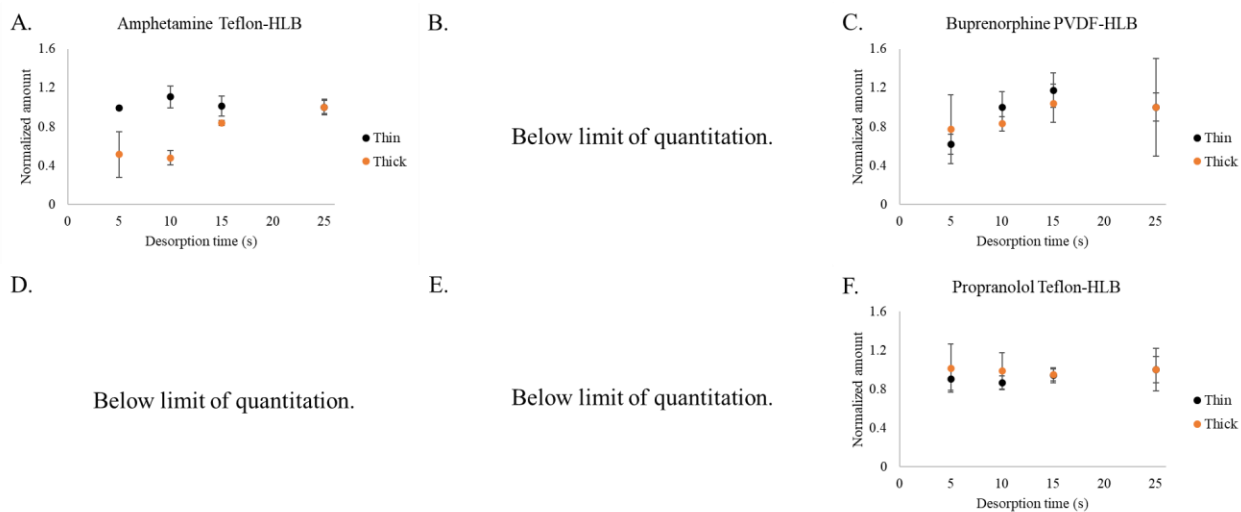 A.
Amphetamine Teflon-HLB
Normalized amount
1.6
1.2
0.8
0.4
0
0 5 10 15 20 25
Desorption time (s)
Thin
Thick
B.
Below limit of quantitation.
C.
Buprenorphine PVDF-HLB
Normalized amount
1.6
1.2
0.8
0.4
0
0 5 10 15 20 25
Desorption time (s)
Thin
Thick
D.
Below limit of quantitation.
E.
Below limit of quantitation.
F.
Propranolol Teflon-HLB
Normalized amount
1.6
1.2
0.8
0.4
0
0 5 10 15 20 25
Desorption time (s)
Thin
Thick